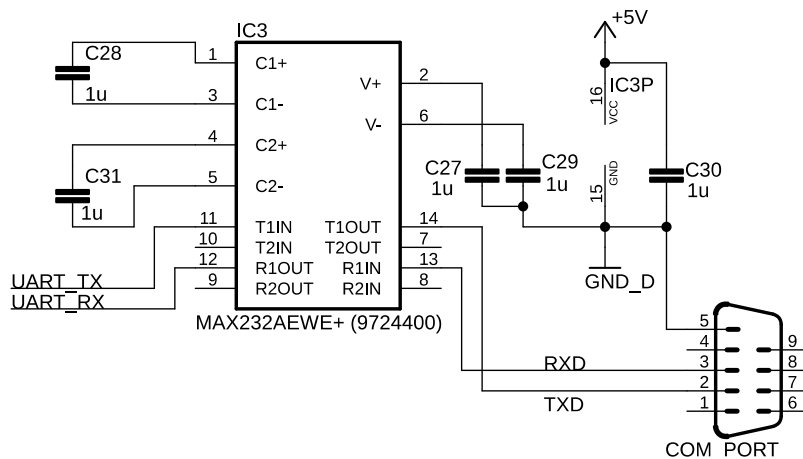 IC3
+5V
C28
1u
1
C1+
3
C1-
4
C2+
C31
1u
5
C2-
V+
2
V-
6
C27
1u
C29
1u
16
VCC
IC3P
15
GND
C30
1u
11
T1IN
T1OUT
14
10
T2IN
T2OUT
7
12
R1OUT
R1IN
13
9
R2OUT
R2IN
8
UART_TX
UART_RX
MAX232AEWE+ (9724400)
GND_D
RXD
TXD
5
4
3
2
1
9
8
7
6
COM PORT